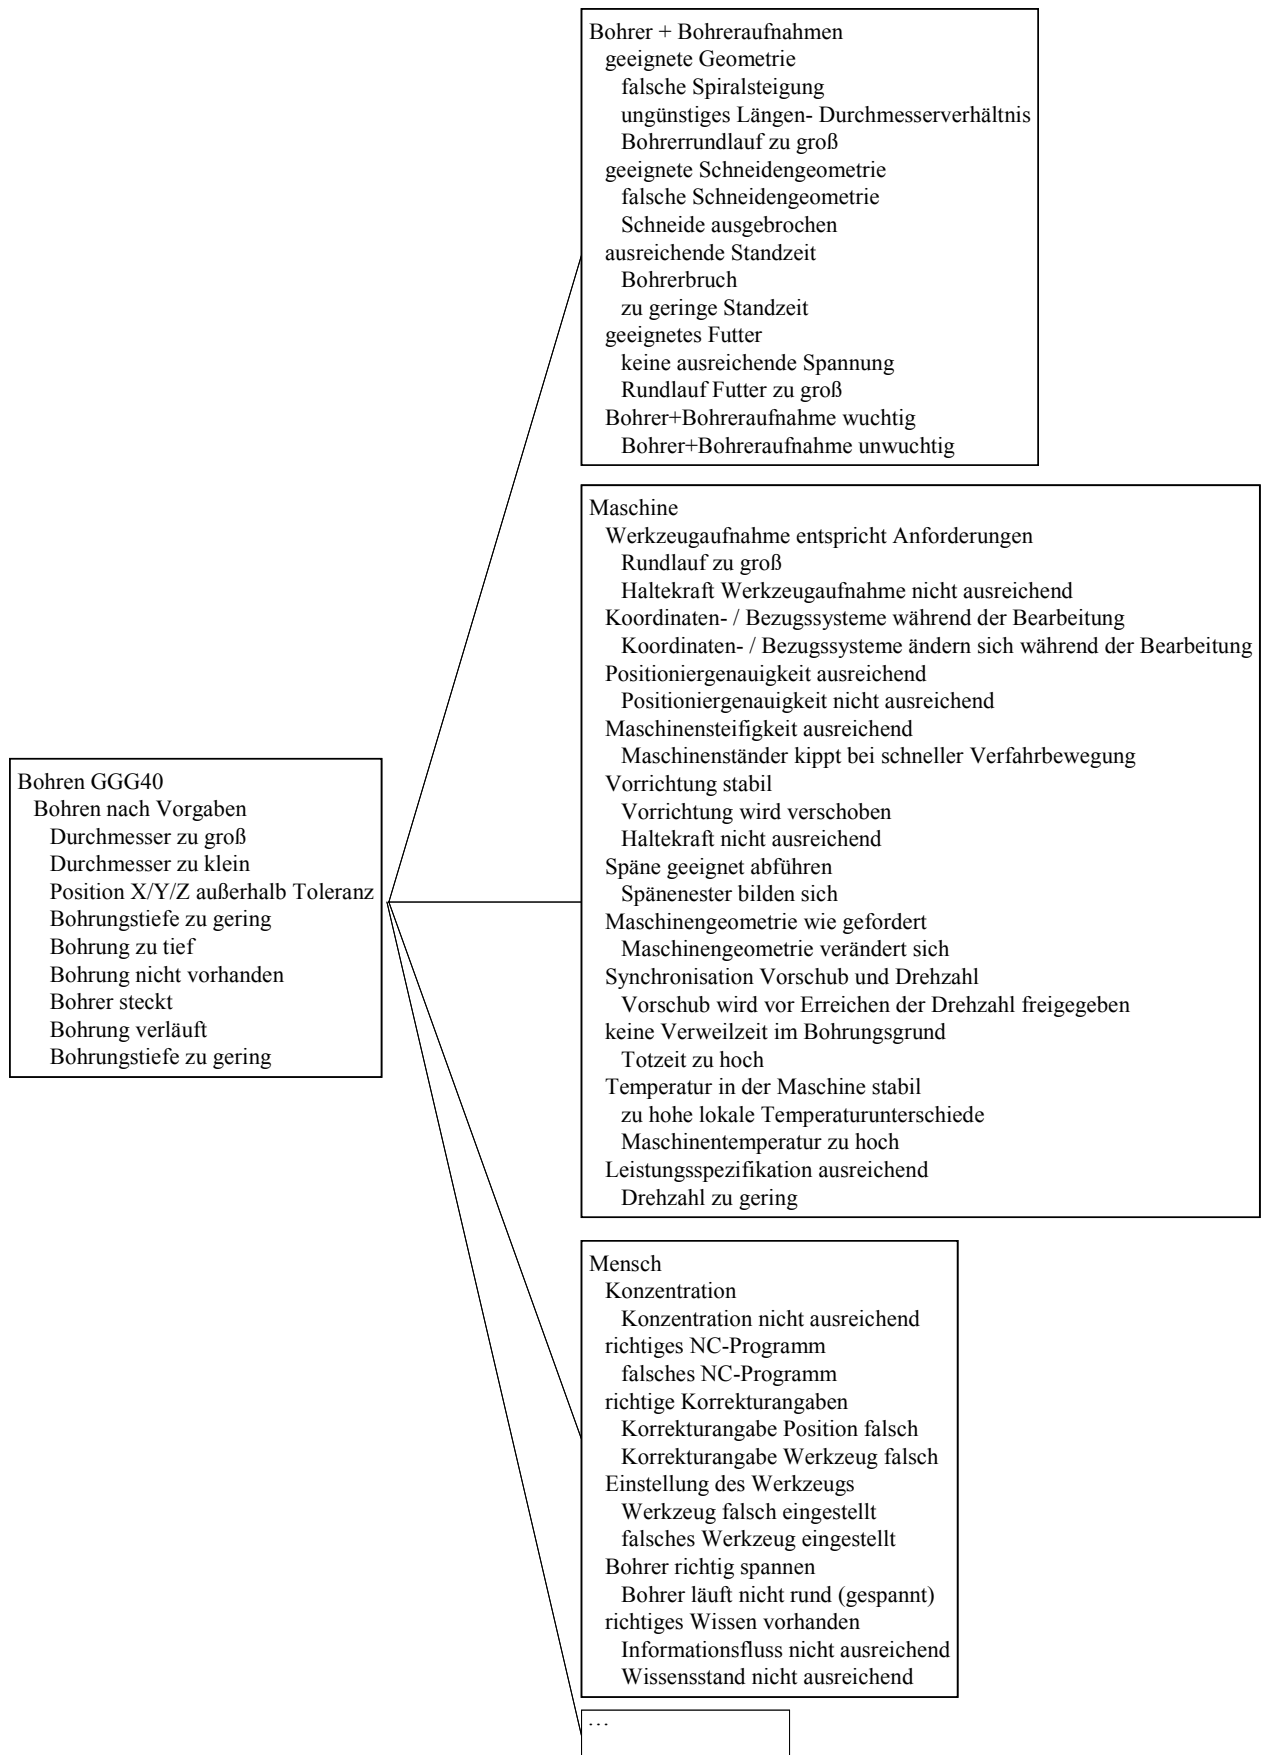 Bohrer + Bohreraufnahmen
geeignete Geometrie
falsche Spiralsteigung
ungünstiges Längen- Durchmesserverhältnis
Bohrerrundlauf zu groß
geeignete Schneidengeometrie
falsche Schneidengeometrie
Schneide ausgebrochen
ausreichende Standzeit
Bohrerbruch
zu geringe Standzeit
geeignetes Futter
keine ausreichende Spannung
Rundlauf Futter zu groß
Bohrer+Bohreraufnahme wuchtig
Bohrer+Bohreraufnahme unwuchtig
Maschine
Werkzeugaufnahme entspricht Anforderungen
Rundlauf zu groß
Haltekraft Werkzeugaufnahme nicht ausreichend
Koordinaten- / Bezugssysteme während der Bearbeitung
Koordinaten- / Bezugssysteme ändern sich während der Bearbeitung
Positioniergenauigkeit ausreichend
Positioniergenauigkeit nicht ausreichend
Maschinensteifigkeit ausreichend
Maschinenständer kippt bei schneller Verfahrbewegung
Vorrichtung stabil
Vorrichtung wird verschoben
Haltekraft nicht ausreichend
Späne geeignet abführen
Spänenester bilden sich
Maschinengeometrie wie gefordert
Maschinengeometrie verändert sich
Synchronisation Vorschub und Drehzahl
Vorschub wird vor Erreichen der Drehzahl freigegeben
keine Verweilzeit im Bohrungsgrund
Totzeit zu hoch
Temperatur in der Maschine stabil
zu hohe lokale Temperaturunterschiede
Maschinentemperatur zu hoch
Leistungsspezifikation ausreichend
Drehzahl zu gering
Bohren GGG40
Bohren nach Vorgaben
Durchmesser zu groß
Durchmesser zu klein
Position X/Y/Z außerhalb Toleranz
Bohrungstiefe zu gering
Bohrung zu tief
Bohrung nicht vorhanden
Bohrer steckt
Bohrung verläuft
Bohrungstiefe zu gering
Mensch
Konzentration
Konzentration nicht ausreichend
richtiges NC-Programm
falsches NC-Programm
richtige Korrekturangaben
Korrekturangabe Position falsch
Korrekturangabe Werkzeug falsch
Einstellung des Werkzeugs
Werkzeug falsch eingestellt
falsches Werkzeug eingestellt
Bohrer richtig spannen
Bohrer läuft nicht rund (gespannt)
richtiges Wissen vorhanden
Informationsfluss nicht ausreichend
Wissensstand nicht ausreichend
…